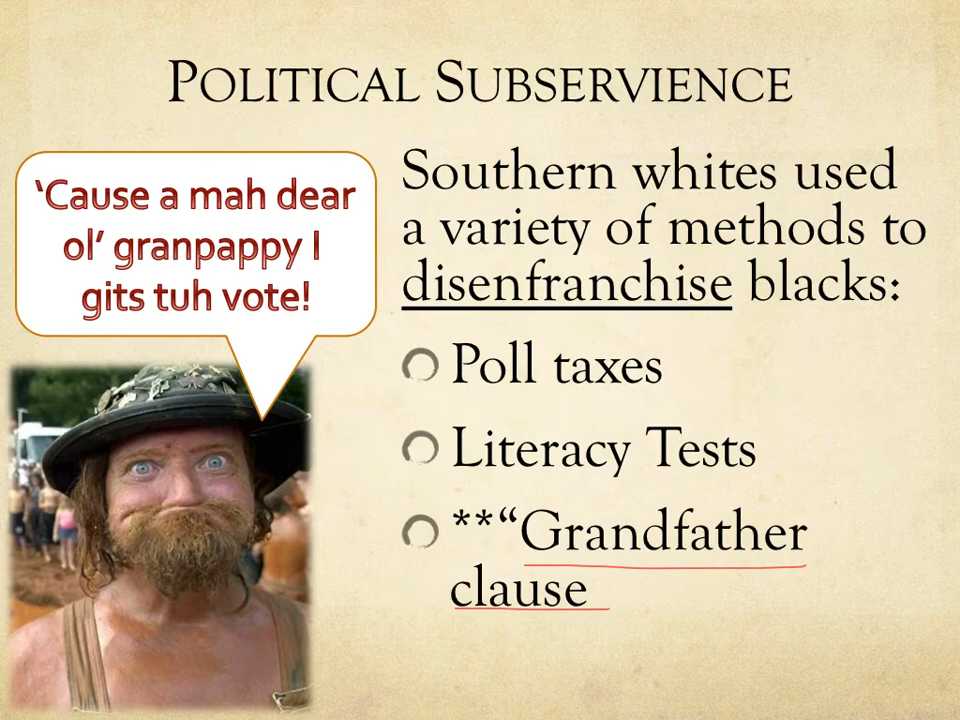 POLITICAL SUBSERVIENCE
‘Cause a mah dear
ol’ granpappy I
gits tuh vote!
Southern whites used
a variety of methods to
disenfranchise blacks:
Poll taxes
Literacy Tests
**“Grandfather
clause